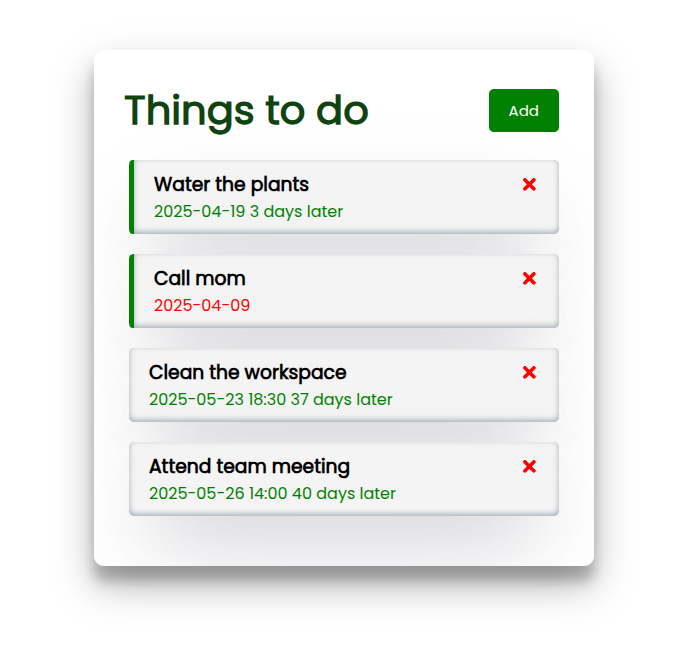 Things to do
Add
Water the plants
2025-04-19 3 days later
Call mom
2025-04-09
Clean the workspace
2025-05-23 18:30 37 days later
Attend team meeting
2025-05-26 14:00 40 days later